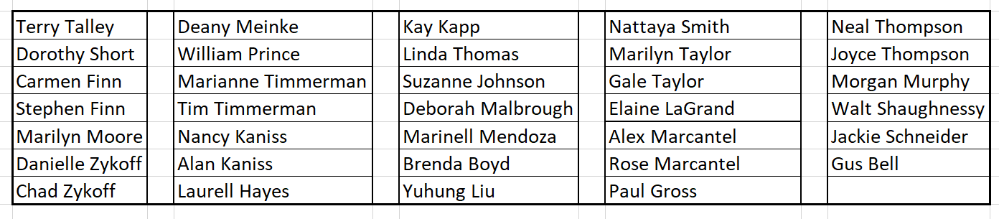 Terry Talley Deany Meinke Kay Kapp Nattaya Smith Neal Thompson
Dorothy Short William Prince Linda Thomas Marilyn Taylor Joyce Thompson
Carmen Finn Marianne Timmerman Suzanne Johnson Gale Taylor Morgan Murphy
Stephen Finn Tim Timmerman Deborah Malbrough Elaine LaGrand Walt Shaughnessy
Marilyn Moore Nancy Kaniss Marinell Mendoza Alex Marcantel Jackie Schneider
Danielle Zykoff Alan Kaniss Brenda Boyd Rose Marcantel Gus Bell
Chad Zykoff Laurell Hayes Yuhung Liu Paul Gross